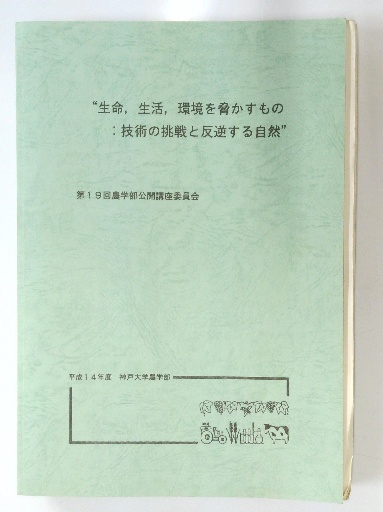 “生命，生活，環境を脅かすもの
：技術の挑戦と反逆する自然”
第１９回農学部公開講座委員会
平成１４年度　神戸大学農学部